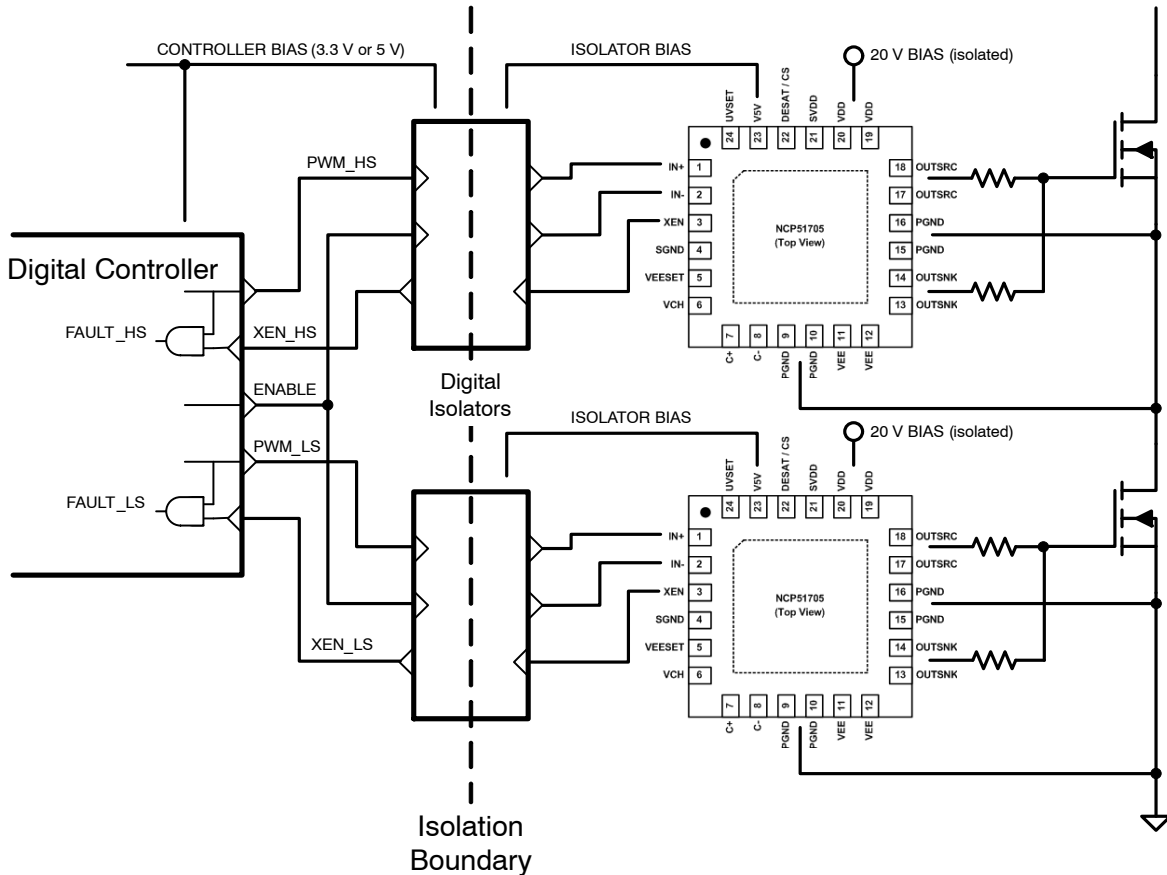 CONTROLLER BIAS (3.3 V or 5 V)
ISOLATOR BIAS
20 V BIAS (isolated)
UVSET
V5V
DESAT / CS
SVDD
VDD
VDD
24 23 22 21 20 19
PWM_HS
IN+ 1
IN- 2
XEN 3
SGND 4
VEESET 5
VCH 6
NCP51705
(Top View)
18 OUTSRC
17 OUTSRC
16 PGND
15 PGND
14 OUTSNK
13 OUTSNK
7 8 9 10 11 12
C+
C-
PGND
PGND
VEE
VEE
Digital Controller
FAULT_HS
XEN_HS
ENABLE
Digital
Isolators
PWM_LS
FAULT_LS
XEN_LS
ISOLATOR BIAS
20 V BIAS (isolated)
UVSET
V5V
DESAT / CS
SVDD
VDD
VDD
24 23 22 21 20 19
IN+ 1
IN- 2
XEN 3
SGND 4
VEESET 5
VCH 6
NCP51705
(Top View)
18 OUTSRC
17 OUTSRC
16 PGND
15 PGND
14 OUTSNK
13 OUTSNK
7 8 9 10 11 12
C+
C-
PGND
PGND
VEE
VEE
Isolation
Boundary